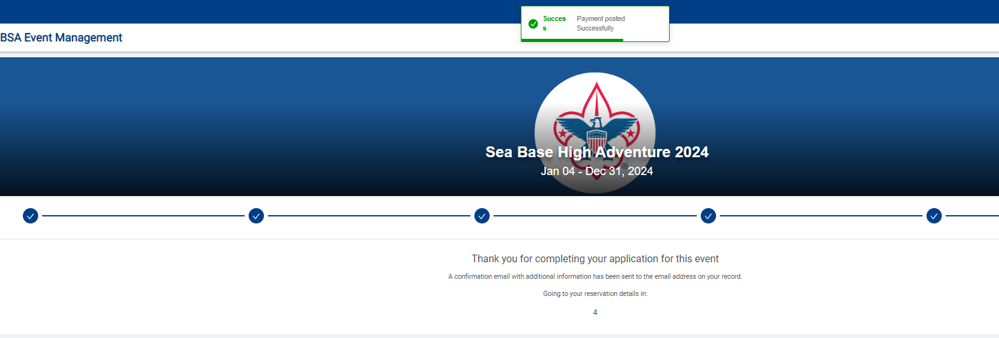 Succes
s
Payment posted
Successfully
BSA Event Management
Sea Base High Adventure 2024
®
Jan 04 - Dec 31, 2024
Thank you for completing your application for this event
A confirmation email with additional information has been sent to the email address on your record.
Going to your reservation details in:
4